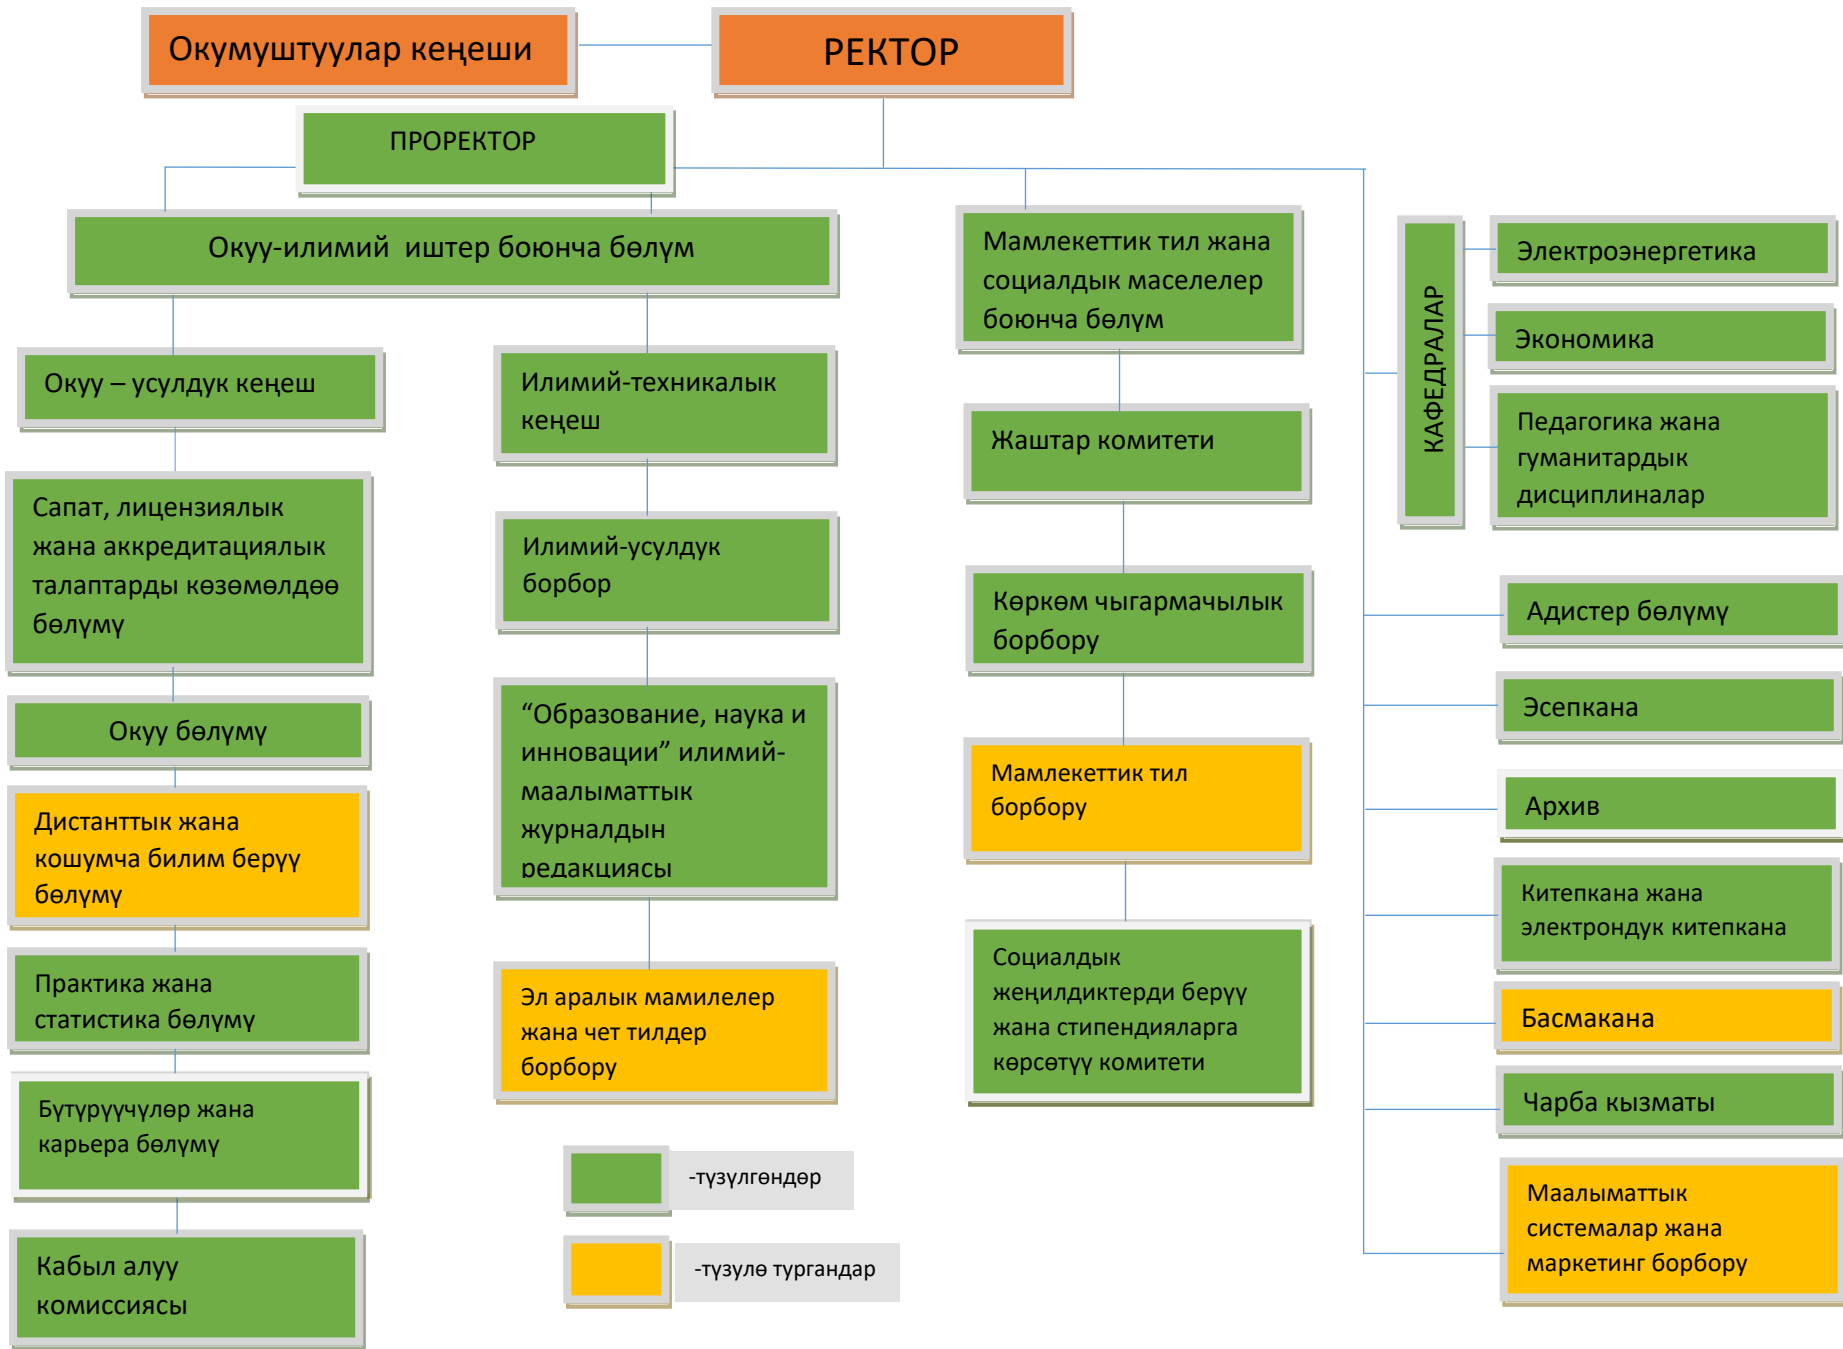 Окумуштуулар кеңеши
РЕКТОР
ПРОРЕКТОР
Окуу-илимий иштер боюнча бөлүм
Окуу – усулдук кеңеш
Сапат, лицензиялык
жана аккредитациялык
талаптарды көзөмөлдөө
бөлүмү
Окуу бөлүмү
Дистанттык жана
кошумча билим берүү
бөлүмү
Практика жана
статистика бөлүмү
Бүтүрүүчүлөр жана
карьера бөлүмү
Кабыл алуу
комиссиясы
Илимий-техникалык
кеңеш
Илимий-усулдук
борбор
“Образование, наука и
инновации” илимий-
маалыматтык
журналдын
редакциясы
Эл аралык мамилелер
жана чет тилдер
борбору
Мамлекеттик тил жана
социалдык маселелер
боюнча бөлүм
Жаштар комитети
Көркөм чыгармачылык
борбору
Мамлекеттик тил
борбору
Социалдык
жеңилдиктерди берүү
жана стипендияларга
көрсөтүү комитети
КАФЕДРАЛАР
Электроэнергетика
Экономика
Педагогика жана
гуманитардык
дисциплиналар
Адистер бөлүмү
Эсепкана
Архив
Китепкана жана
электрондук китепкана
Басмакана
Чарба кызматы
Маалыматтык
системалар жана
маркетинг борбору
-түзүлгөндөр
-түзүлө тургандар